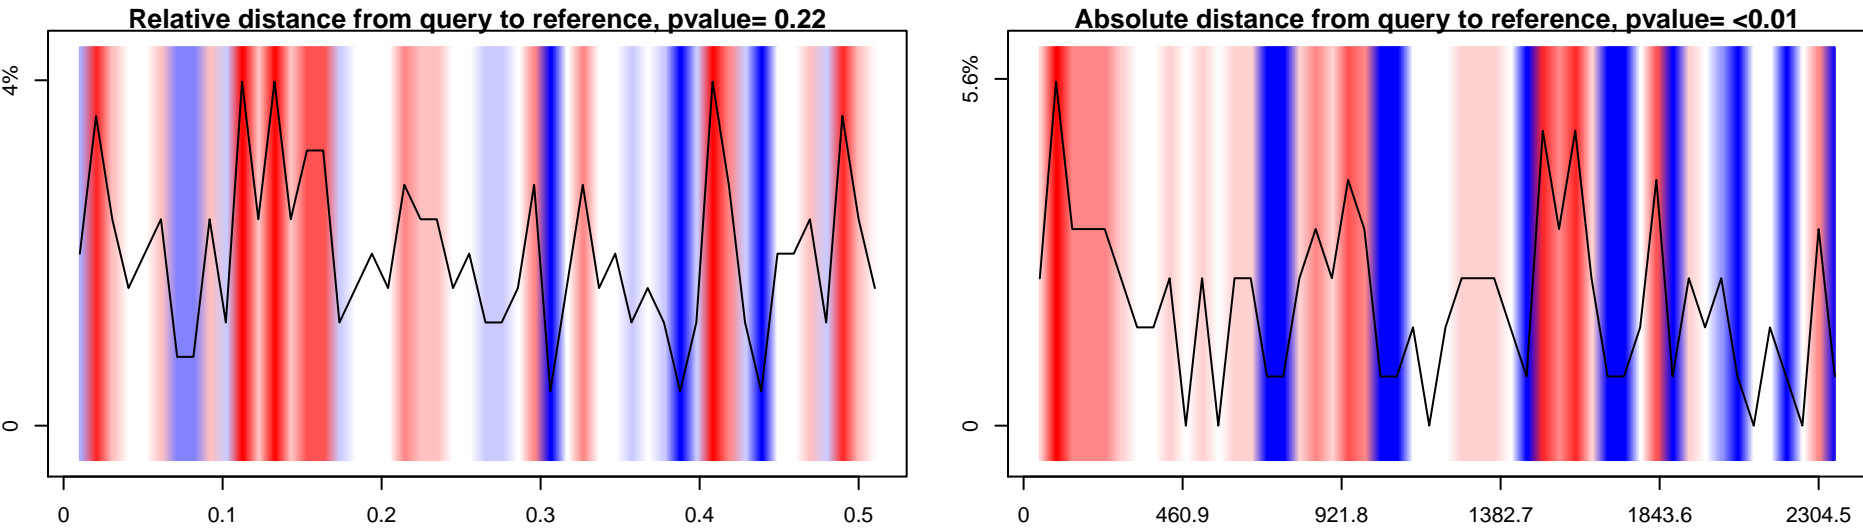 Relative distance from query to reference, pvalue= 0.22
4%
0
0 0.1 0.2 0.3 0.4 0.5
Absolute distance from query to reference, pvalue= <0.01
5.6%
0
0 460.9 921.8 1382.7 1843.6 2304.5